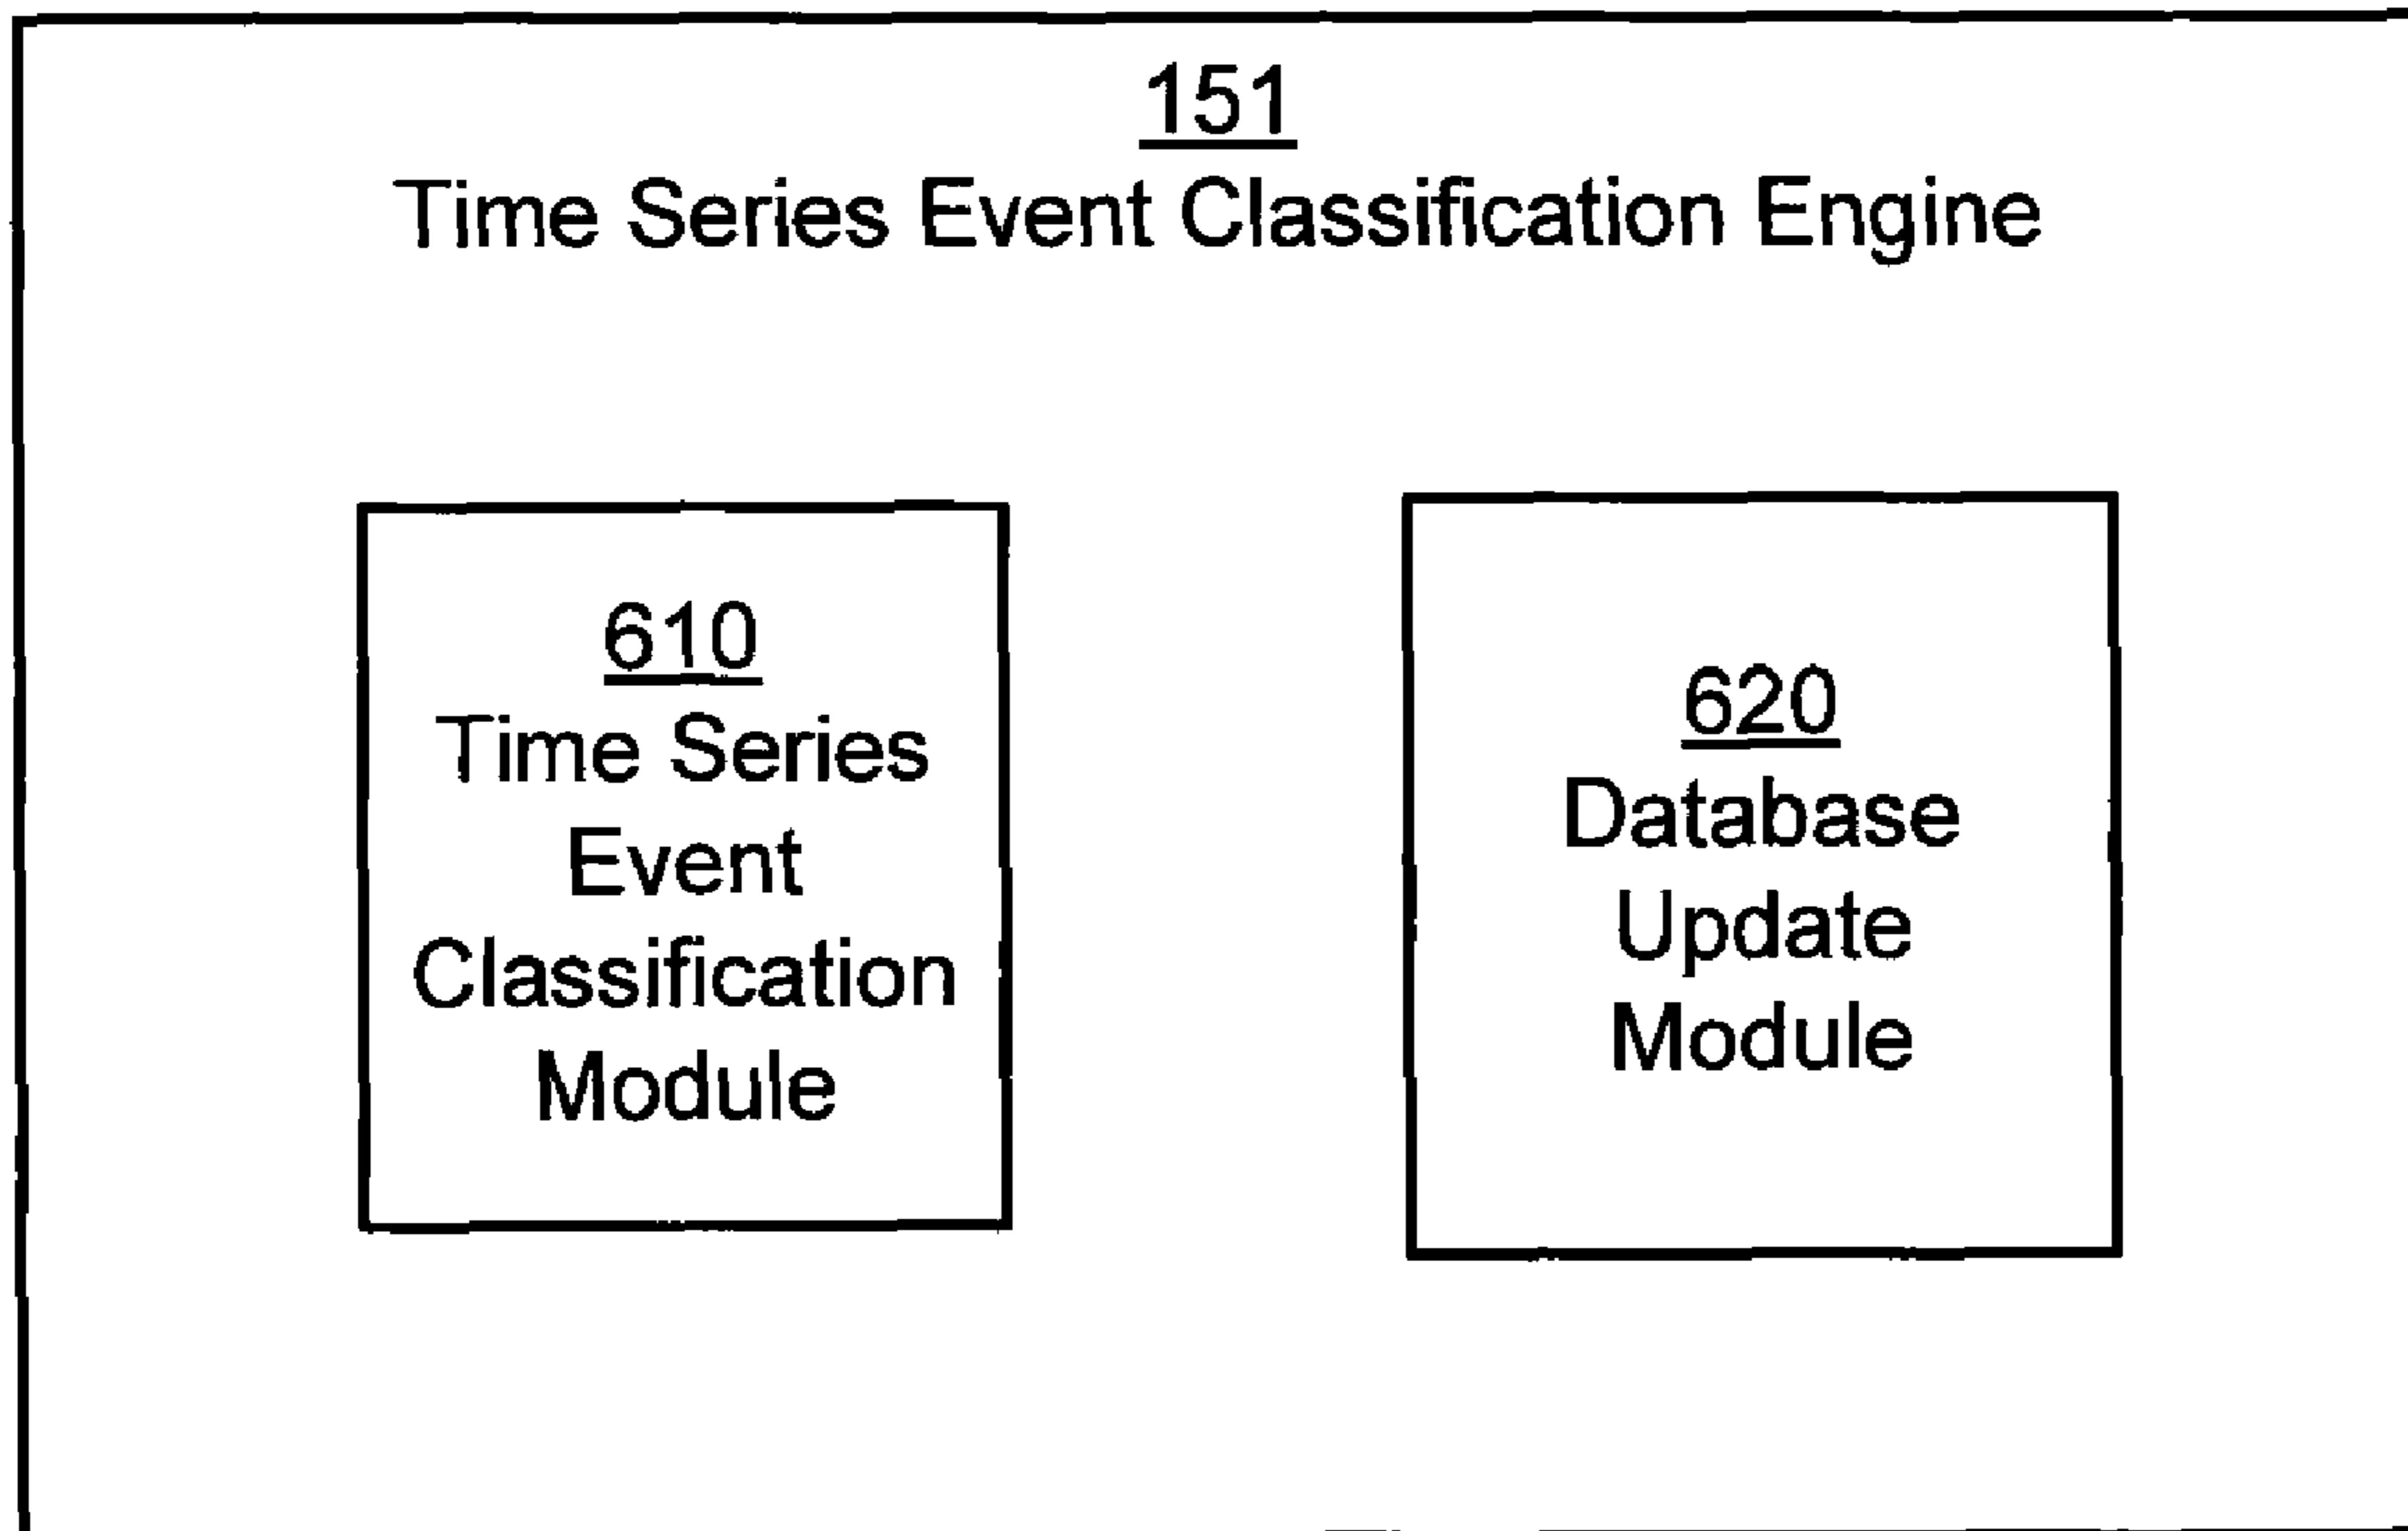 151
Time Series Event Classification Engine
610
Time Series
Event
Classification
Module
620
Database
Update
Module